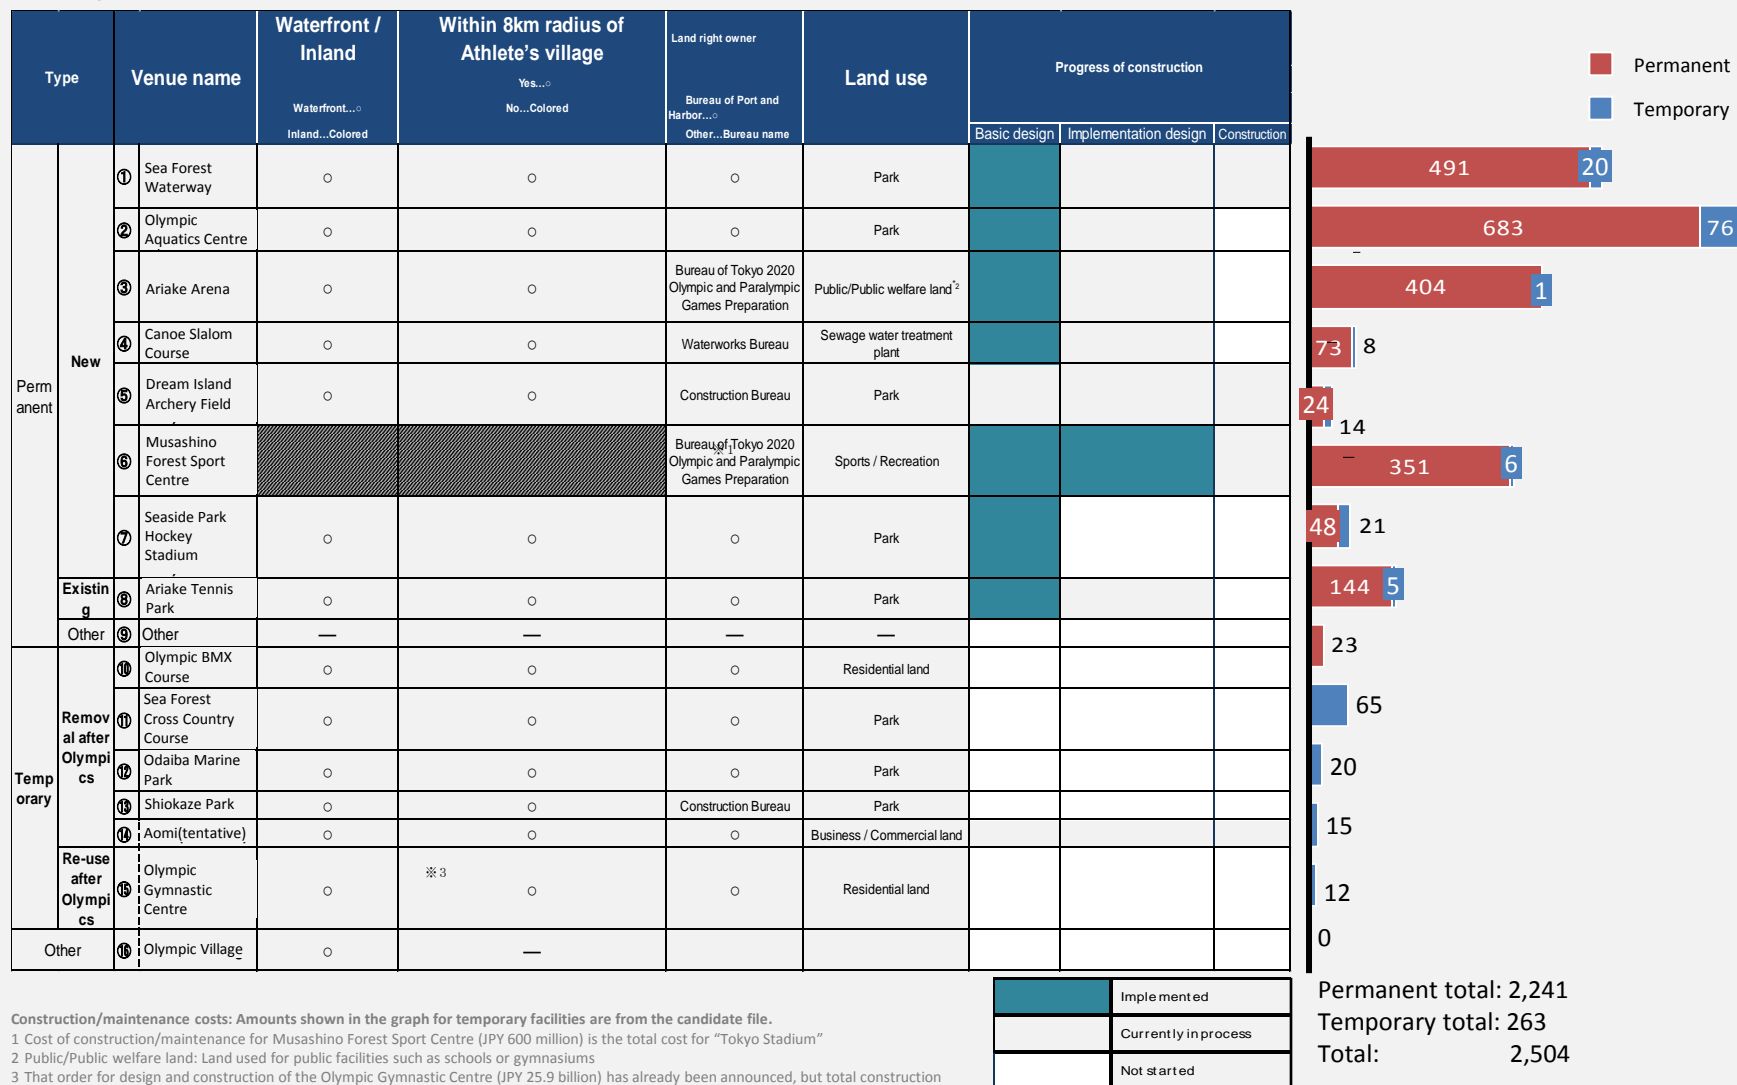 Type
Venue name
Waterfront /
Inland
Waterfront...○
Inland...Colored
Within 8km radius of
Athlete's village
Yes...○
No...Colored
Land right owner
Bureau of Port and
Harbor...○
Other...Bureau name
Land use
Progress of construction
Basic design
Implementation design
Construction
Permanent
Temporary
Perm
anent
New
① Sea Forest
Waterway
○ ○ ○ Park
491 20
② Olympic
Aquatics Centre
○ ○ ○ Park
683 76
③ Ariake Arena
○ ○
Bureau of Tokyo 2020
Olympic and Paralympic
Games Preparation
Public/Public welfare land*2
404 1
④ Canoe Slalom
Course
○ ○ Waterworks Bureau
Sewage water treatment
plant
73 8
⑤ Dream Island
Archery Field
○ ○ Construction Bureau Park
24 14
⑥ Musashino
Forest Sport
Centre
Bureau of Tokyo 2020
※1
Olympic and Paralympic
Games Preparation
Sports / Recreation
351 6
⑦ Seaside Park
Hockey
Stadium
○ ○ ○ Park
48 21
Existin
g
⑧ Ariake Tennis
Park
○ ○ ○ Park
144 5
Other ⑨ Other — — — —
23
Temp
orary
Remov
al after
Olympi
cs
⑩ Olympic BMX
Course
○ ○ ○ Residential land
65
⑪ Sea Forest
Cross Country
Course
○ ○ ○ Park
20
⑫ Odaiba Marine
Park
○ ○ ○ Park
15
⑬ Shiokaze Park ○ ○ Construction Bureau Park
12
⑭ Aomi(tentative) ○ ○ ○ Business / Commercial land
Re-use
after
Olympi
cs
⑮ Olympic
Gymnastic
Centre
○ ※3 ○ ○ Residential land
Other ⑯ Olympic Village ○ —
0
Implemented
Currently in process
Not started
Permanent total: 2,241
Temporary total: 263
Total: 2,504
Construction/maintenance costs: Amounts shown in the graph for temporary facilities are from the candidate file.
1 Cost of construction/maintenance for Musashino Forest Sport Centre (JPY 600 million) is the total cost for "Tokyo Stadium"
2 Public/Public welfare land: Land used for public facilities such as schools or gymnasiums
3 That order for design and construction of the Olympic Gymnastic Centre (JPY 25.9 billion) has already been announced, but total construction